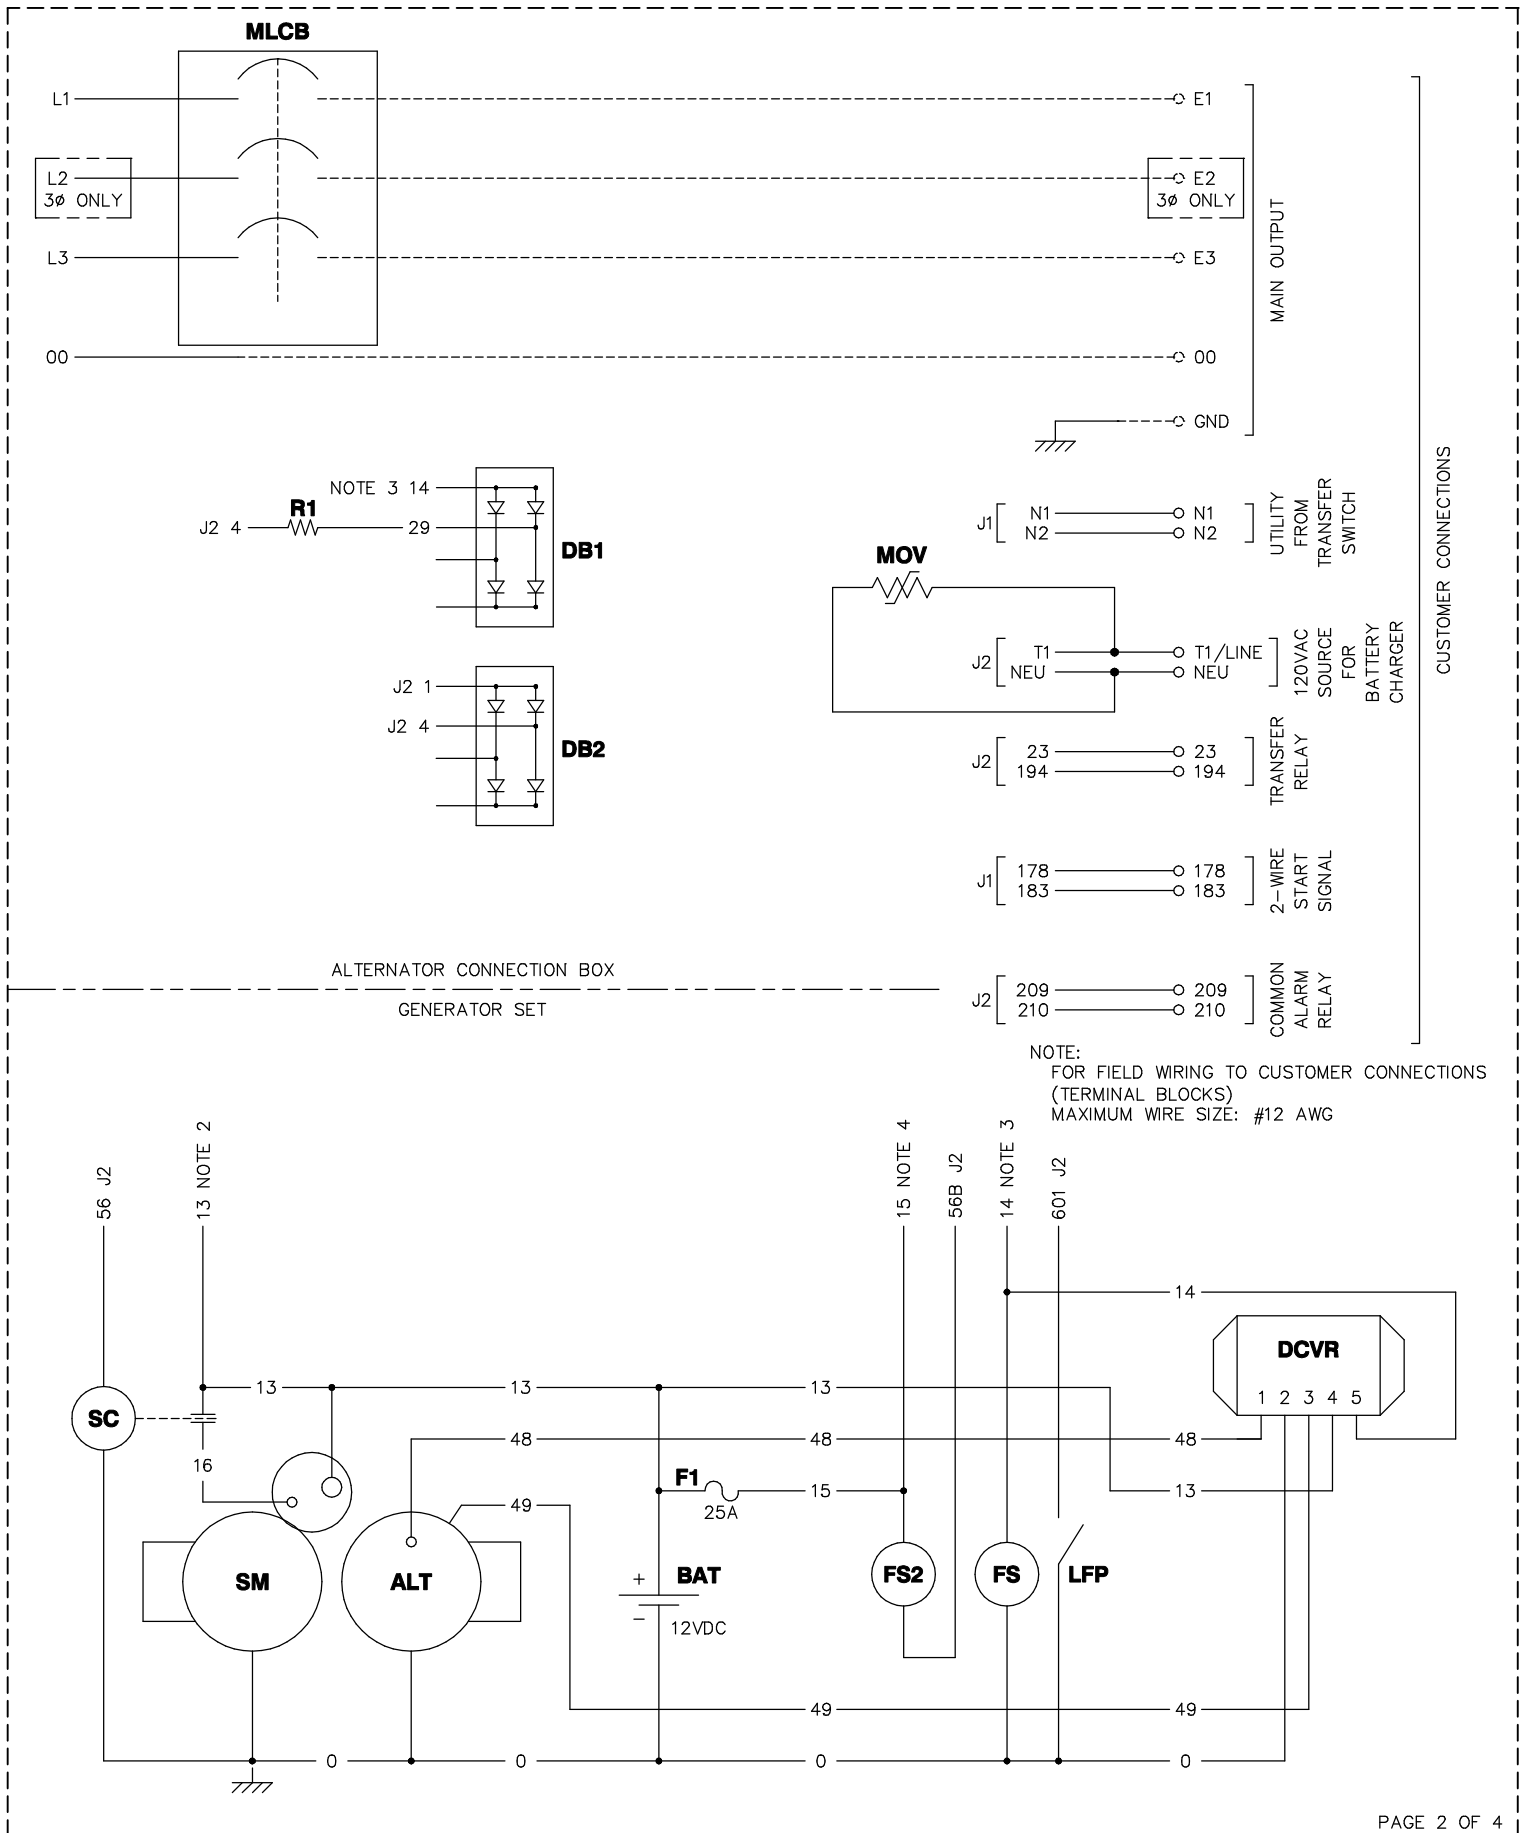 MLCB
L1
E1
L2
3ø ONLY
E2
3ø ONLY
L3
E3
MAIN OUTPUT
00
00
GND
CUSTOMER CONNECTIONS
NOTE 3 14
R1
J2 4
29
DB1
J1
N1
N2
N1
N2
UTILITY
FROM
TRANSFER
SWITCH
MOV
J2
T1
NEU
T1/LINE
NEU
120VAC
SOURCE
FOR
BATTERY
CHARGER
J2 1
J2 4
DB2
J2
23
194
23
194
TRANSFER
RELAY
J1
178
183
178
183
2-WIRE
START
SIGNAL
ALTERNATOR CONNECTION BOX
GENERATOR SET
J2
209
210
209
210
COMMON
ALARM
RELAY
NOTE:
FOR FIELD WIRING TO CUSTOMER CONNECTIONS
(TERMINAL BLOCKS)
MAXIMUM WIRE SIZE: #12 AWG
56 J2
13 NOTE 2
15 NOTE 4
56B J2
14 NOTE 3
601 J2
14
DCVR
1 2 3 4 5
13
13
13
SC
48
48
48
16
F1
25A
15
13
49
SM
ALT
+
BAT
−
12VDC
FS2
FS
LFP
49
49
0
0
0
0
PAGE 2 OF 4